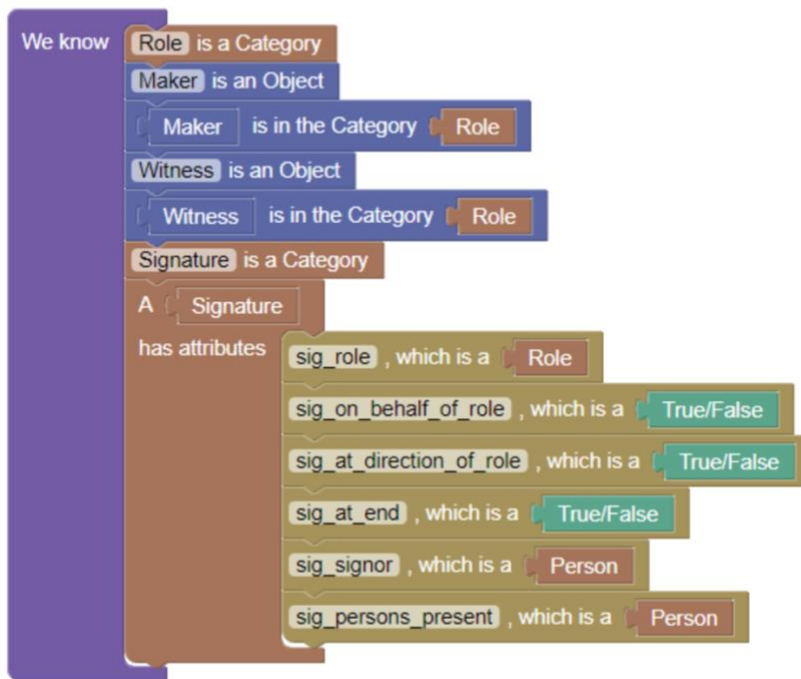 We know Role is a Category
Maker is an Object
Maker is in the Category Role
Witness is an Object
Witness is in the Category Role
Signature is a Category
A Signature
has attributes
sig_role , which is a Role
sig_on_behalf_of_role , which is a True/False
sig_at_direction_of_role , which is a True/False
sig_at_end , which is a True/False
sig_signor , which is a Person
sig_persons_present , which is a Person